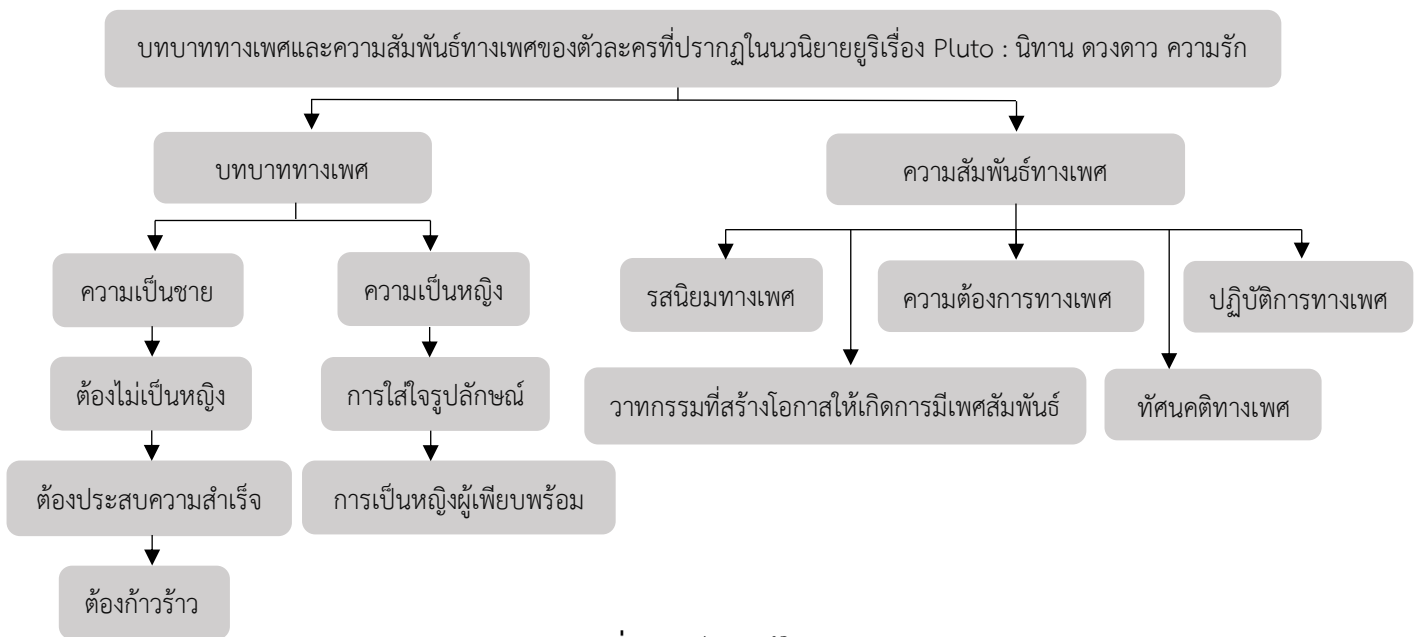 บทบาททางเพศและความสัมพันธ์ทางเพศของตัวละครที่ปรากฏในนวนิยายยูริเรื่อง Pluto : นิทาน ดวงดาว ความรัก
บทบาททางเพศ
ความสัมพันธ์ทางเพศ
ความเป็นชาย
ความเป็นหญิง
รสนิยมทางเพศ
ความต้องการทางเพศ
ปฏิบัติการทางเพศ
ต้องไม่เป็นหญิง
การใส่ใจรูปลักษณ์
วาทกรรมที่สร้างโอกาสให้เกิดการมีเพศสัมพันธ์
ทัศนคติทางเพศ
ต้องประสบความสำเร็จ
การเป็นหญิงผู้เพียบพร้อม
ต้องก้าวร้าว